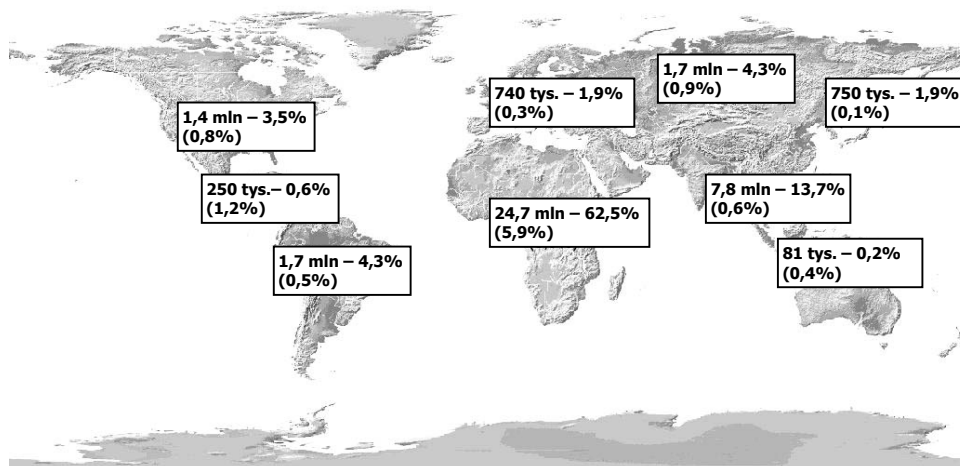 1,7 mln – 4,3%
(0,9%)
740 tys. – 1,9%
(0,3%)
750 tys. – 1,9%
(0,1%)
1,4 mln – 3,5%
(0,8%)
250 tys.– 0,6%
(1,2%)
24,7 mln – 62,5%
(5,9%)
7,8 mln – 13,7%
(0,6%)
1,7 mln – 4,3%
(0,5%)
81 tys. – 0,2%
(0,4%)